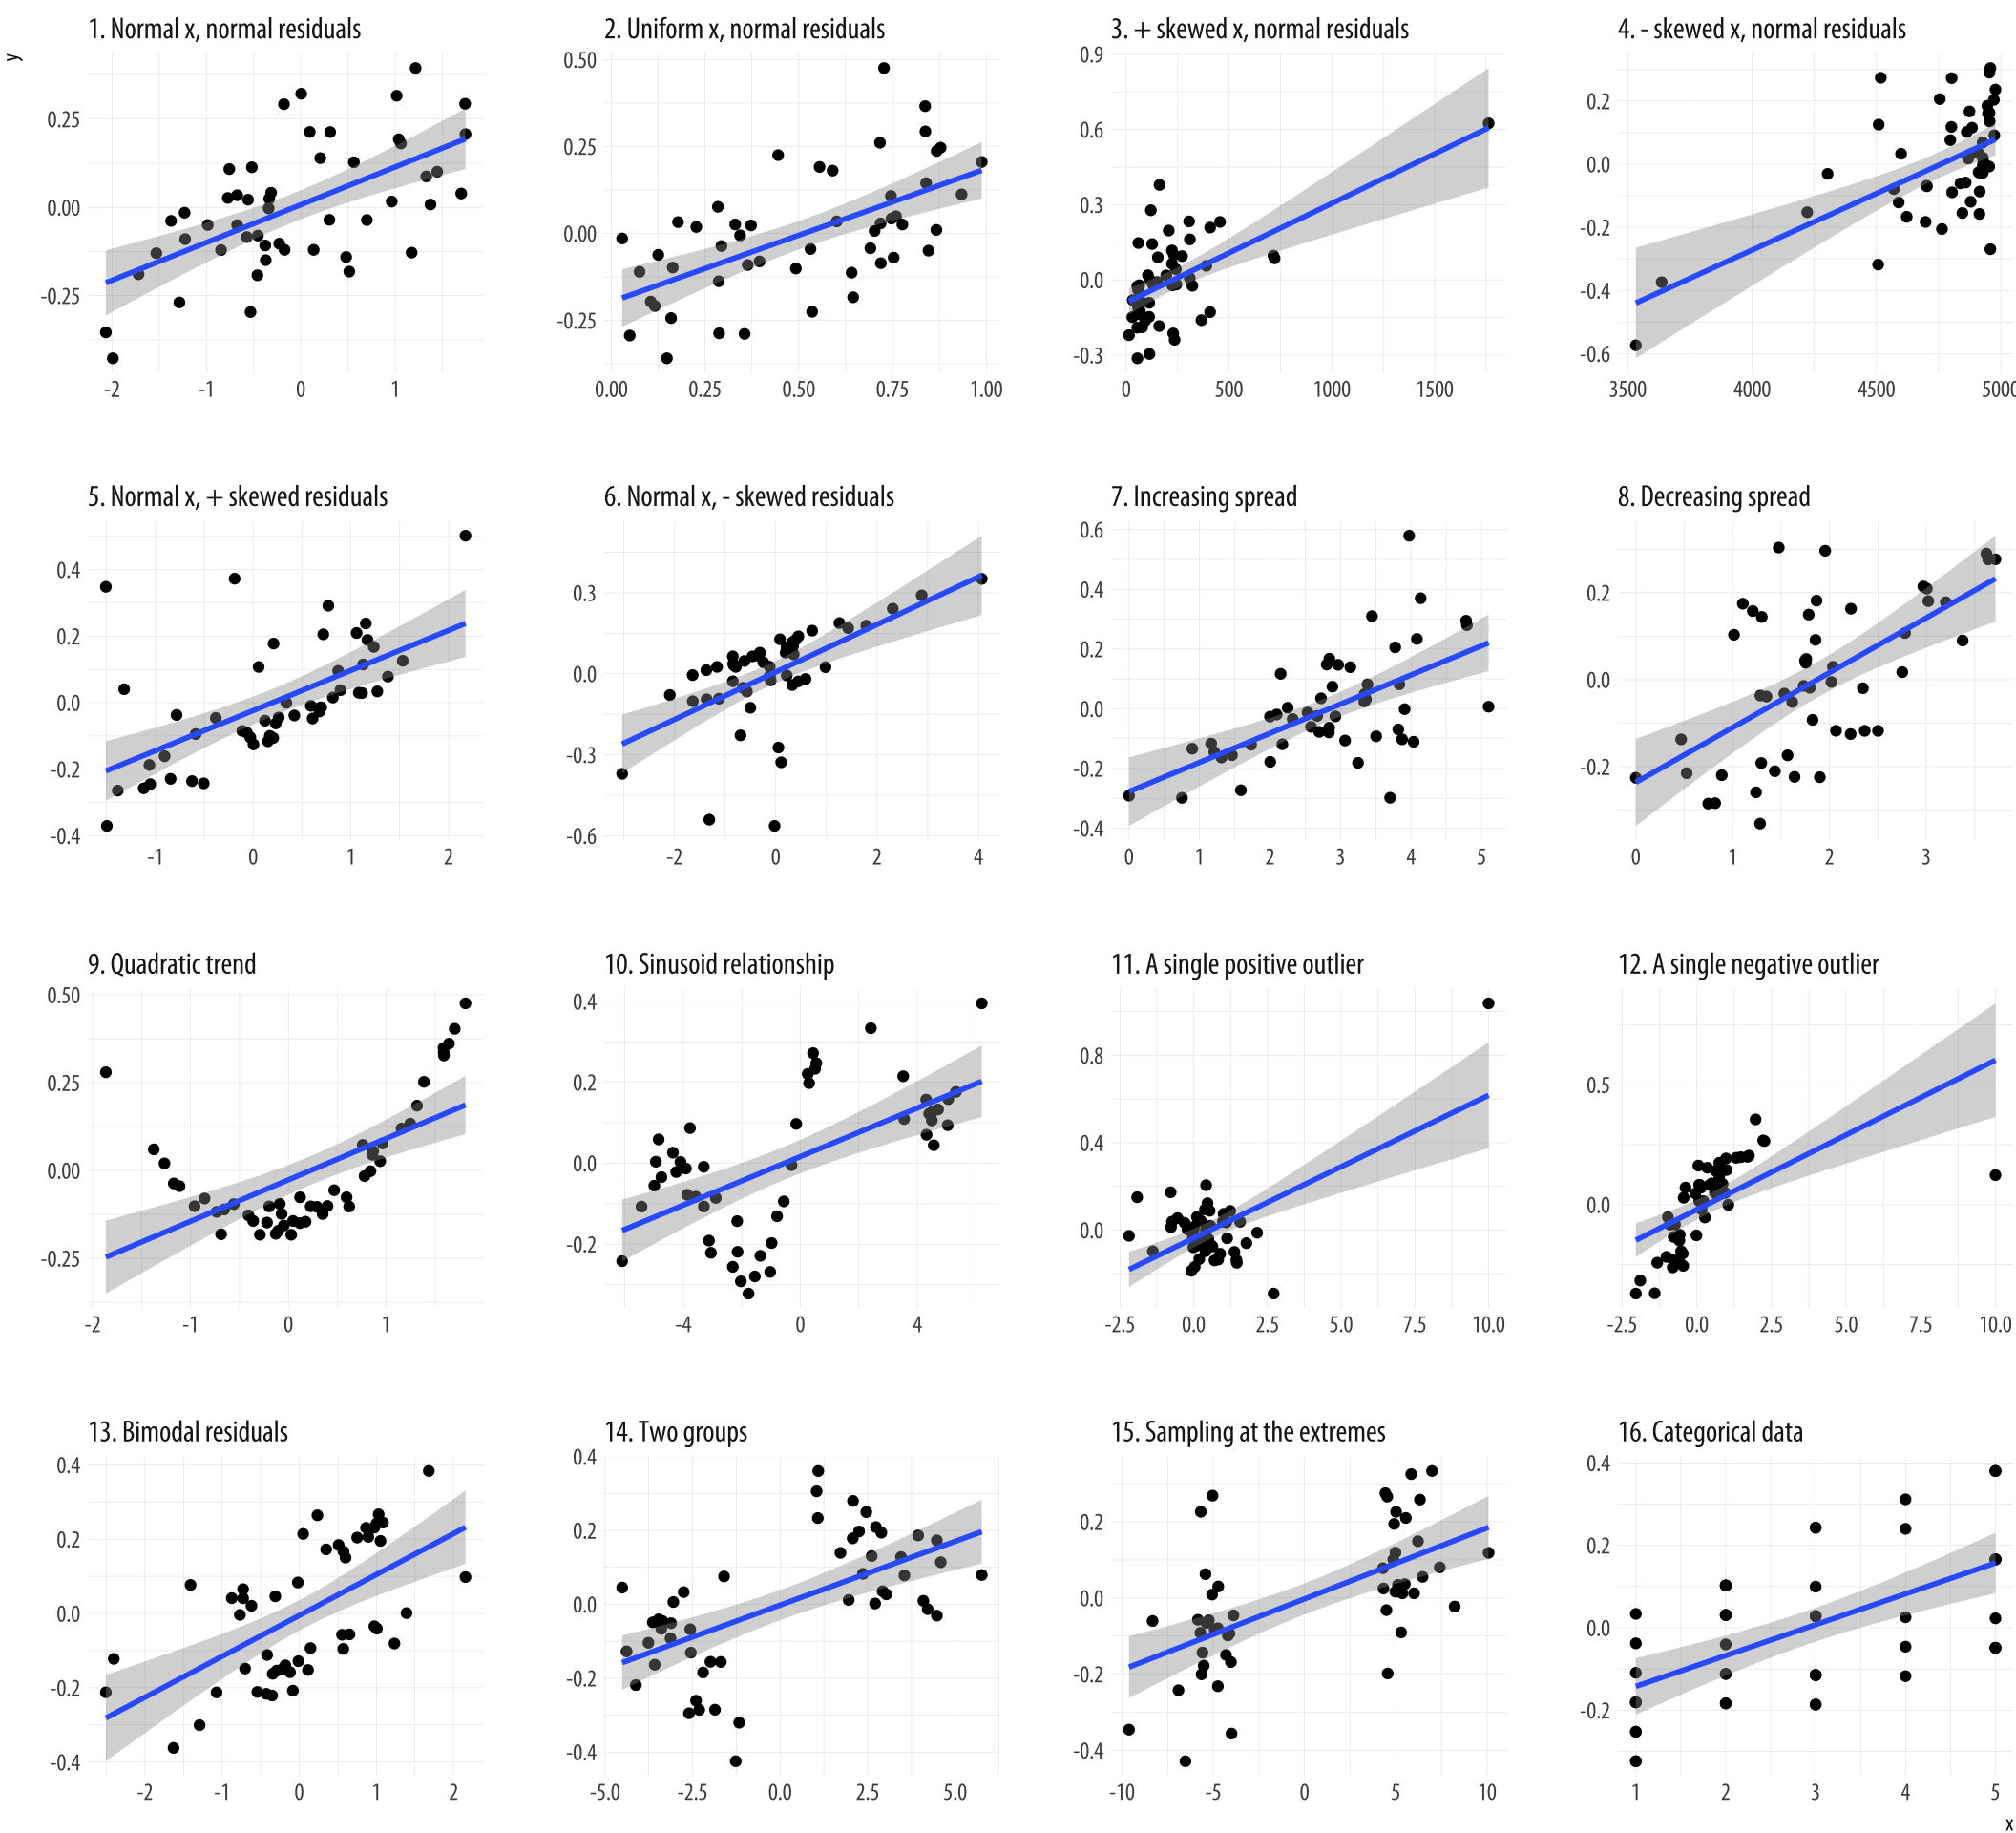 y
1. Normal x, normal residuals
0.25
0.00
-0.25
-2 -1 0 1
2. Uniform x, normal residuals
0.50
0.25
0.00
-0.25
0.00 0.25 0.50 0.75 1.00
3. + skewed x, normal residuals
0.9
0.6
0.3
0.0
-0.3
0 500 1000 1500
4. - skewed x, normal residuals
0.2
0.0
-0.2
-0.4
-0.6
3500 4000 4500 5000
5. Normal x, + skewed residuals
0.4
0.2
0.0
-0.2
-0.4
-1 0 1 2
6. Normal x, - skewed residuals
0.3
0.0
-0.3
-0.6
-2 0 2 4
7. Increasing spread
0.6
0.4
0.2
0.0
-0.2
-0.4
0 1 2 3 4 5
8. Decreasing spread
0.2
0.0
-0.2
0 1 2 3
9. Quadratic trend
0.50
0.25
0.00
-0.25
-2 -1 0 1
10. Sinusoid relationship
0.4
0.2
0.0
-0.2
-4 0 4
11. A single positive outlier
0.8
0.4
0.0
-2.5 0.0 2.5 5.0 7.5 10.0
12. A single negative outlier
0.5
0.0
-2.5 0.0 2.5 5.0 7.5 10.0
13. Bimodal residuals
0.4
0.2
0.0
-0.2
-0.4
-2 -1 0 1 2
14. Two groups
0.4
0.2
0.0
-0.2
-0.4
-5.0 -2.5 0.0 2.5 5.0
15. Sampling at the extremes
0.2
0.0
-0.2
-0.4
-10 -5 0 5 10
16. Categorical data
0.4
0.2
0.0
-0.2
1 2 3 4 5
x